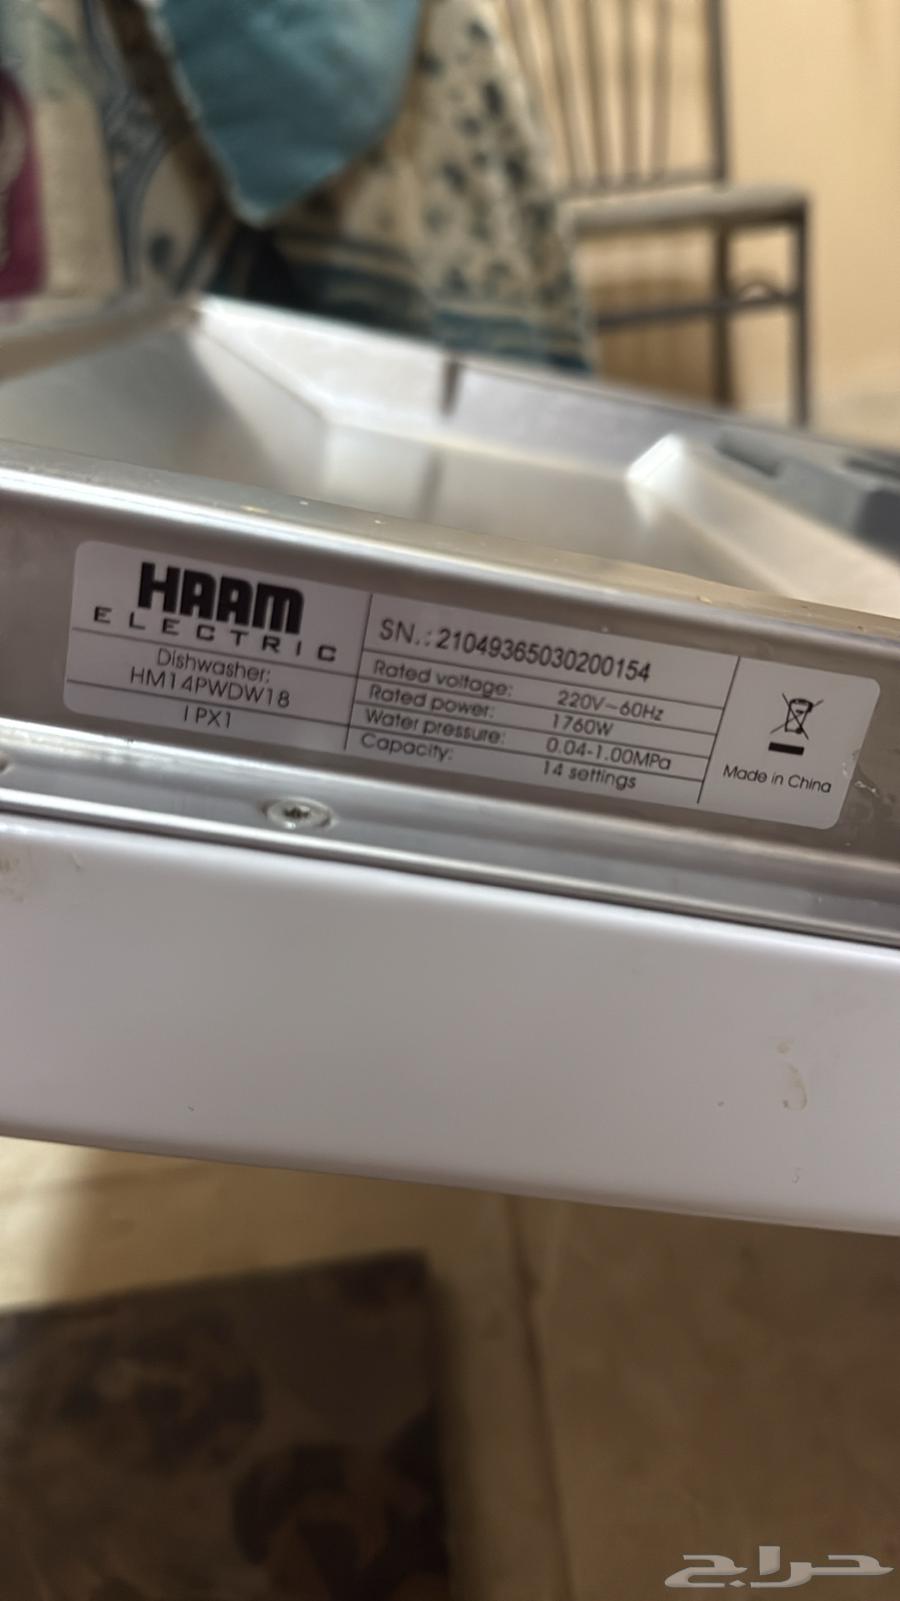 HAAM
ELECTRIC
Dishwasher:
HM14PWDW18
IPX1
SN.: 21049365030200154
Rated voltage: 220V~60Hz
Rated power: 1760W
Water pressure: 0.04-1.00MPa
Capacity: 14 settings
Made in China
حراج